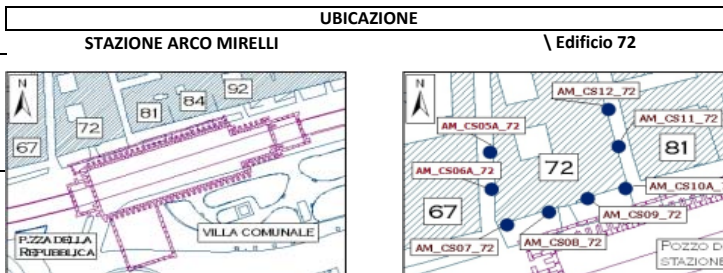 UBICAZIONE
STAZIONE ARCO MIRELLI
\ Edificio 72
N
92
84
81
72
67
P.ZZA DELLA
REPUBBLICA
VILLA COMUNALE
N
AM_CS12_72
AM_CS11_72
AM_CS05A_72
81
AM_CS06A_72
72
AM_CS10A_
67
AM_CS09_72
AM_CS07_72
AM_CS08_72
POZZO D
STAZIONE